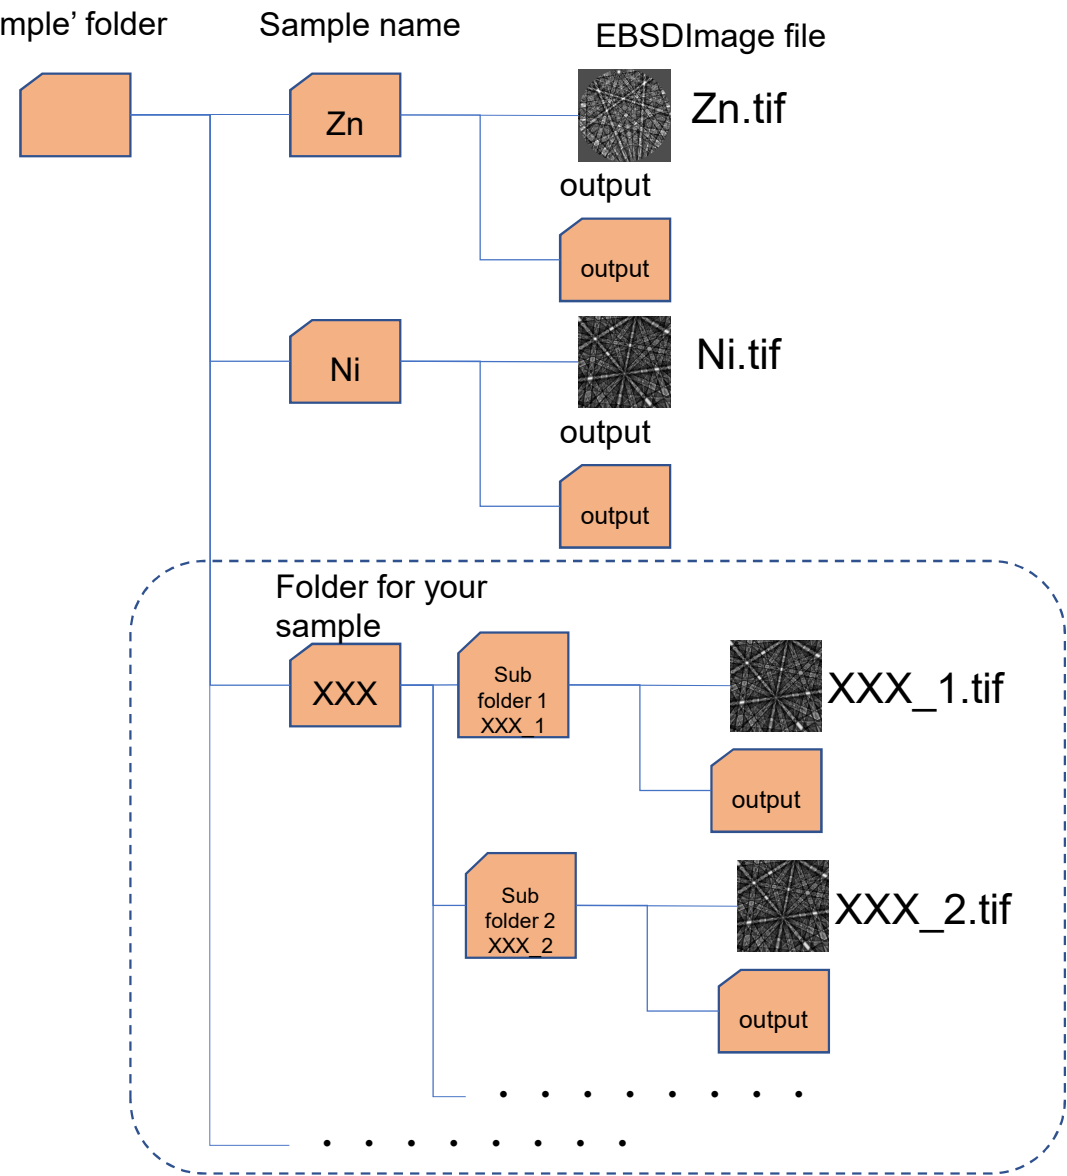 mple’ folder
Sample name
EBSDImage file
Zn
Zn.tif
output
output
Ni
Ni.tif
output
output
Folder for your
sample
XXX
Sub
folder 1
XXX_1
XXX_1.tif
output
Sub
folder 2
XXX_2
XXX_2.tif
output
. . . . . . . .
. . . . . . . .